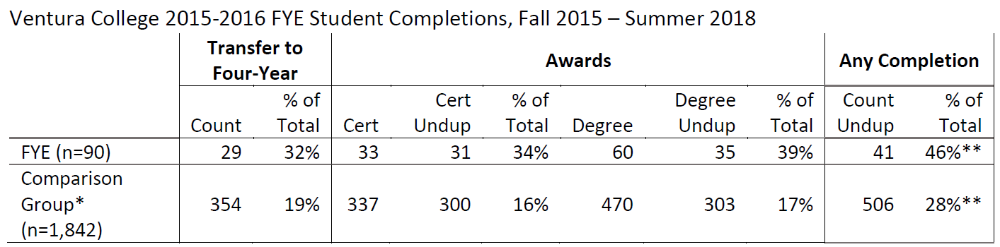 Ventura College 2015-2016 FYE Student Completions, Fall 2015 – Summer 2018
Transfer to
Four-Year
Awards
Any Completion
Count
% of
Total
Cert
Cert
Undup
% of
Total
Degree
Degree
Undup
% of
Total
Count
Undup
% of
Total
FYE (n=90) 29 32% 33 31 34% 60 35 39% 41 46%**
Comparison
Group* 354 19% 337 300 16% 470 303 17% 506 28%**
(n=1,842)